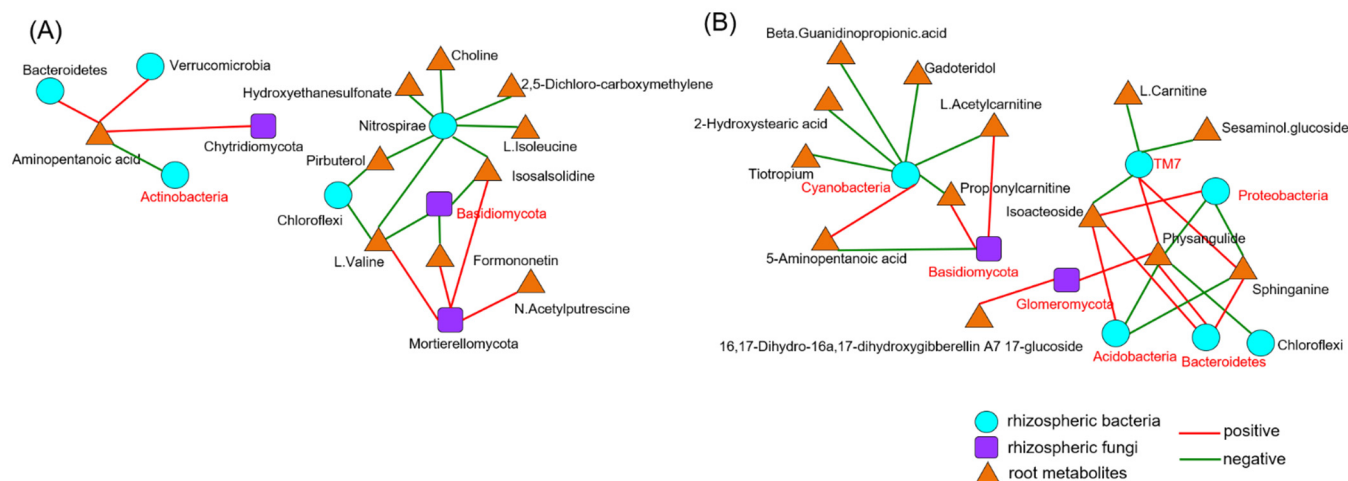 (A)
Bacteroidetes
Verrucomicrobia
Aminopentanoic acid
Chytridiomycota
Actinobacteria
Choline
Hydroxyethanesulfonate
2,5-Dichloro-carboxymethylene
Nitrospirae
L.Isoleucine
Pirbuterol
Isosalsolidine
Chloroflexi
Basidiomycota
L.Valine
Formononetin
N.Acetylputrescine
Mortierellomycota
(B)
Beta.Guanidinopropionic.acid
Gadoteridol
L.Acetylcarnitine
2-Hydroxystearic acid
Tiotropium
Cyanobacteria
Propionylcarnitine
5-Aminopentanoic acid
Basidiomycota
L.Carnitine
Sesaminol.glucoside
TM7
Proteobacteria
Isoacteoside
Physangulide
Sphinganine
Glomeromycota
16,17-Dihydro-16a,17-dihydroxygibberellin A7 17-glucoside
Acidobacteria
Bacteroidetes
Chloroflexi
rhizospheric bacteria
rhizospheric fungi
root metabolites
positive
negative